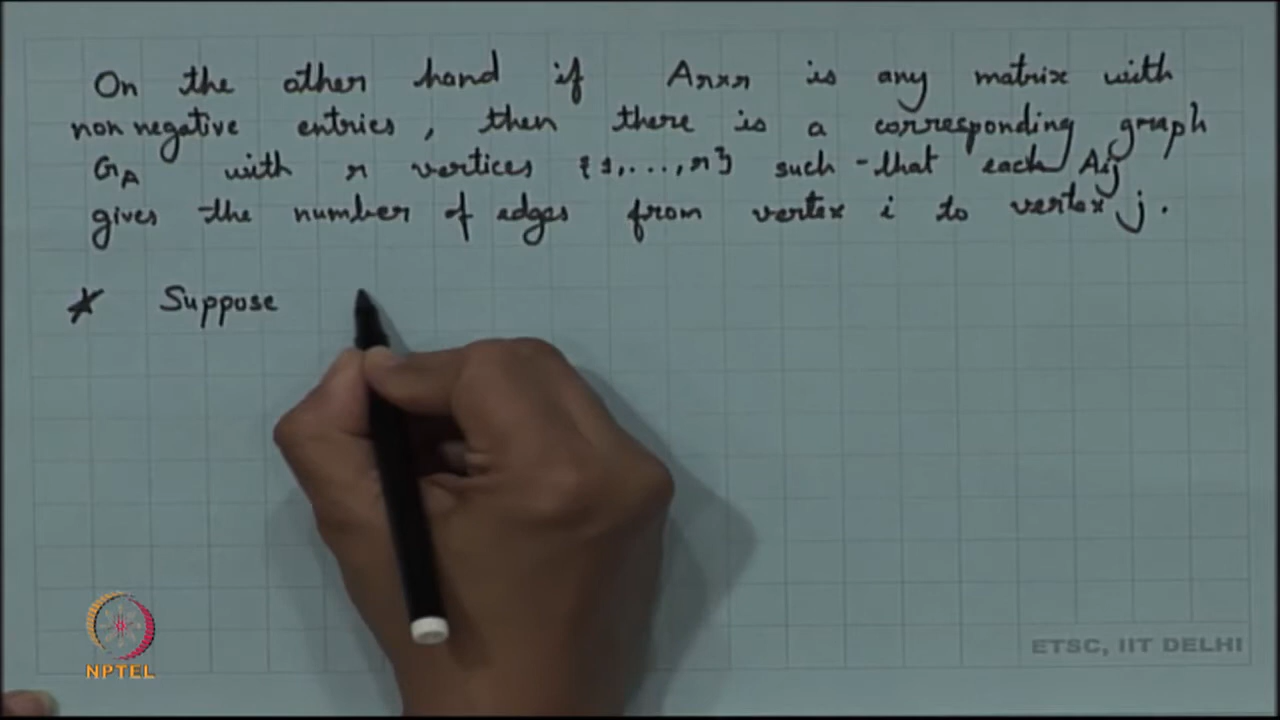 On the other hand if Arxr is any matrix with
non negative entries, then there is a corresponding graph
GA with r vertices {1,...,r} such that each Aij
gives the number of edges from vertex i to vertex j.
* Suppose
NPTEL
ETSC, IIT DELHI